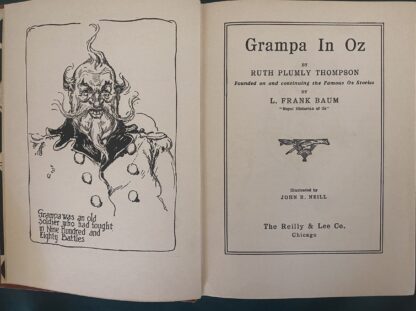 Grampa was an old
Soldier who had fought
in Nine Hundred and
Eighty Battles
Grampa In Oz
BY
RUTH PLUMLY THOMPSON
Founded on and continuing the Famous Oz Stories
BY
L. FRANK BAUM
"Royal Historian of Oz"
Illustrated by
JOHN R. NEILL
The Reilly & Lee Co.
Chicago